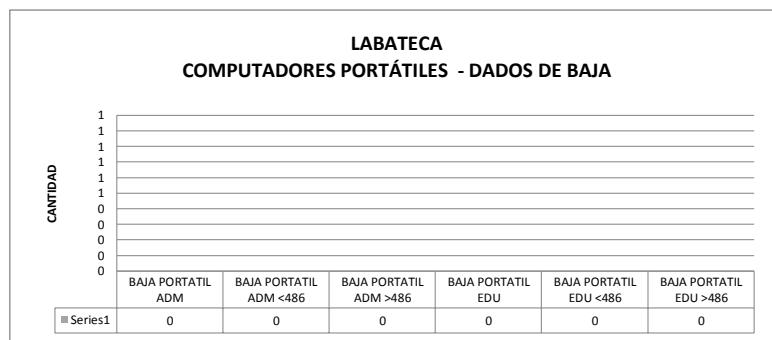 LABATECA
COMPUTADORES PORTÁTILES - DADOS DE BAJA
CANTIDAD
1
1
1
1
1
1
0
0
0
0
0
BAJA PORTATIL ADM
BAJA PORTATIL ADM <486
BAJA PORTATIL ADM >486
BAJA PORTATIL EDU
BAJA PORTATIL EDU <486
BAJA PORTATIL EDU >486
Series1 0 0 0 0 0 0